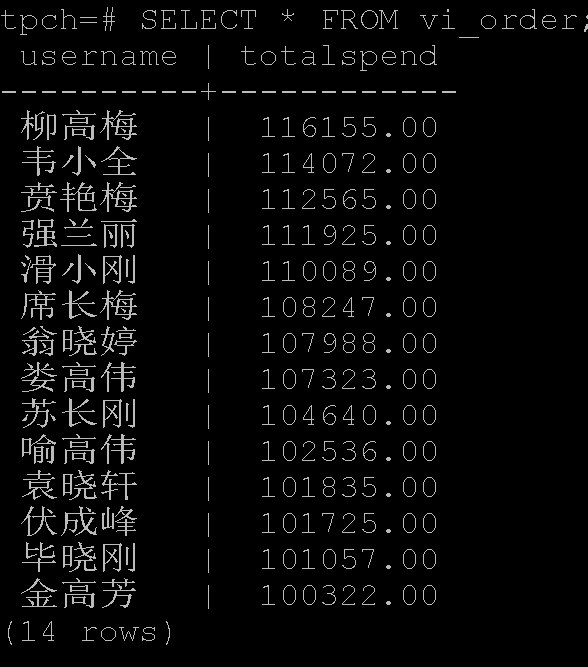 tpch=# SELECT * FROM vi_order;
 username | totalspend
----------+------------
 柳高梅   |  116155.00
 韦小全   |  114072.00
 贲艳梅   |  112565.00
 强兰丽   |  111925.00
 滑小刚   |  110089.00
 席长梅   |  108247.00
 翁晓婷   |  107988.00
 娄高伟   |  107323.00
 苏长刚   |  104640.00
 喻高伟   |  102536.00
 袁晓轩   |  101835.00
 伏成峰   |  101725.00
 毕晓刚   |  101057.00
 金高芳   |  100322.00
(14 rows)